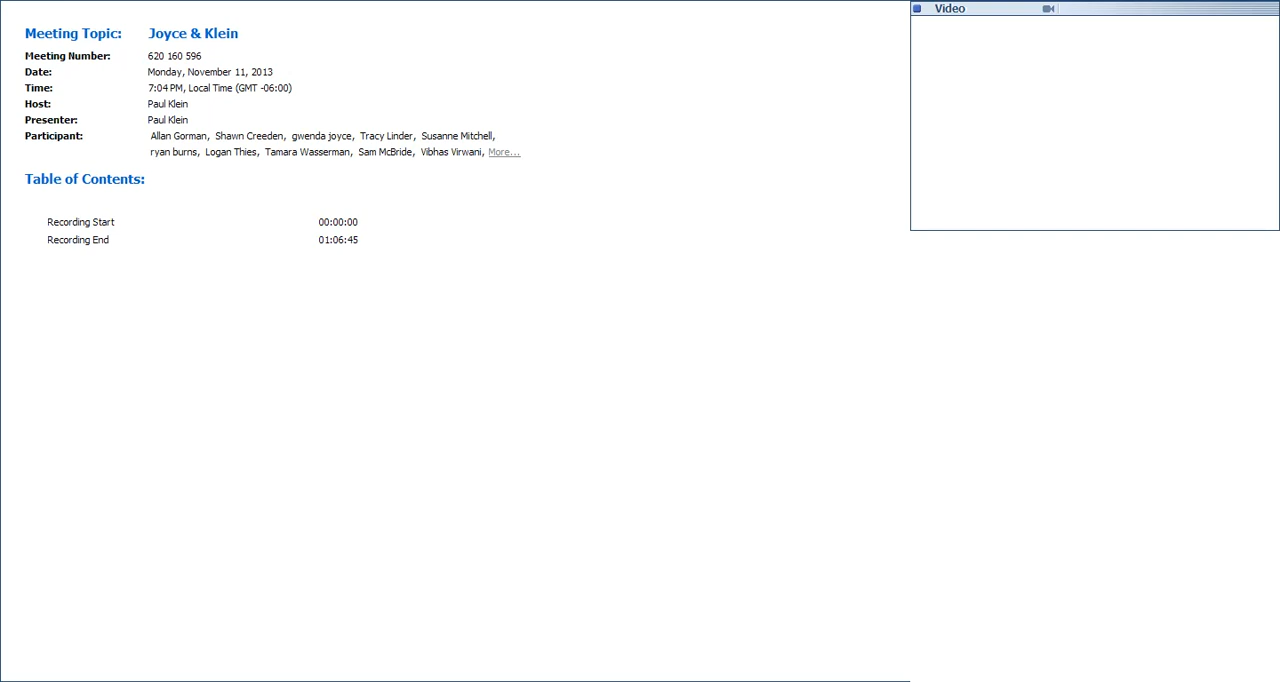 Meeting Topic: Joyce & Klein
Meeting Number: 620 160 596
Date: Monday, November 11, 2013
Time: 7:04 PM, Local Time (GMT -06:00)
Host: Paul Klein
Presenter: Paul Klein
Participant: Allan Gorman, Shawn Creeden, gwenda joyce, Tracy Linder, Susanne Mitchell,
ryan burns, Logan Thies, Tamara Wasserman, Sam McBride, Vibhas Virwani, More...
Table of Contents:
Recording Start 00:00:00
Recording End 01:06:45
Video